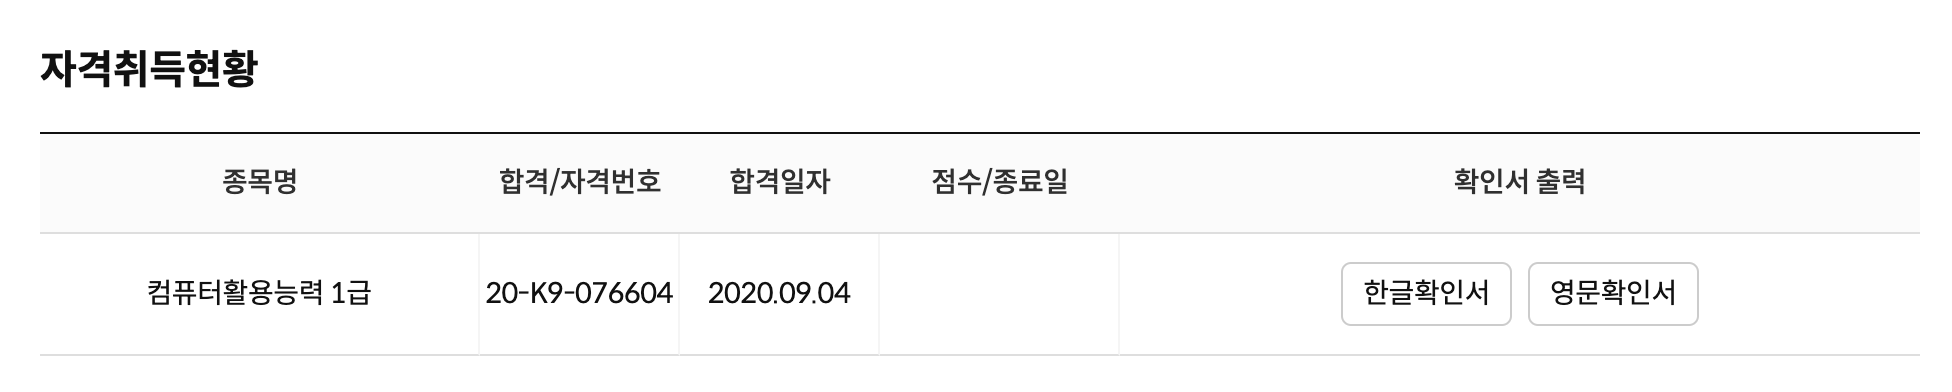 자격취득현황
종목명 합격/자격번호 합격일자 점수/종료일 확인서 출력
컴퓨터활용능력 1급 20-K9-076604 2020.09.04 한글확인서 영문확인서